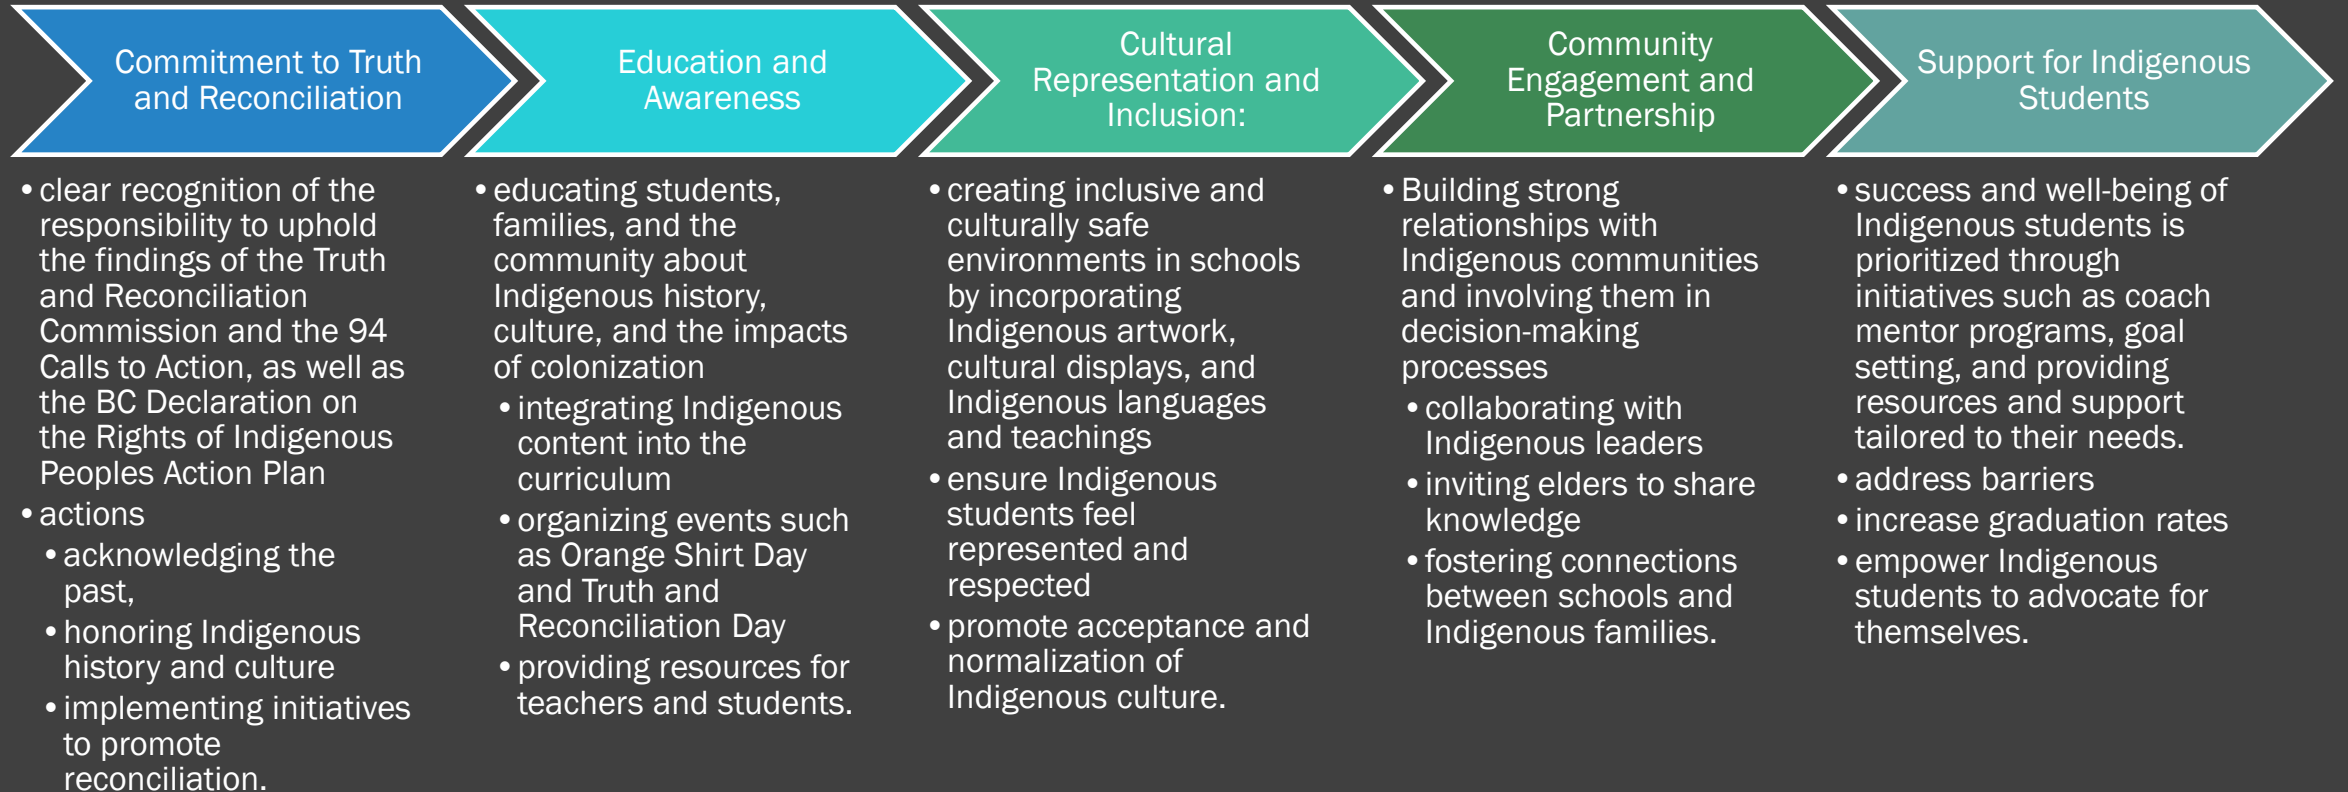 Commitment to Truth
and Reconciliation
• clear recognition of the
responsibility to uphold
the findings of the Truth
and Reconciliation
Commission and the 94
Calls to Action, as well as
the BC Declaration on
the Rights of Indigenous
Peoples Action Plan
• actions
• acknowledging the
past,
• honoring Indigenous
history and culture
• implementing initiatives
to promote
reconciliation.
Education and
Awareness
• educating students,
families, and the
community about
Indigenous history,
culture, and the impacts
of colonization
• integrating Indigenous
content into the
curriculum
• organizing events such
as Orange Shirt Day
and Truth and
Reconciliation Day
• providing resources for
teachers and students.
Cultural
Representation and
Inclusion:
• creating inclusive and
culturally safe
environments in schools
by incorporating
Indigenous artwork,
cultural displays, and
Indigenous languages
and teachings
• ensure Indigenous
students feel
represented and
respected
• promote acceptance and
normalization of
Indigenous culture.
Community
Engagement and
Partnership
• Building strong
relationships with
Indigenous communities
and involving them in
decision-making
processes
• collaborating with
Indigenous leaders
• inviting elders to share
knowledge
• fostering connections
between schools and
Indigenous families.
Support for Indigenous
Students
• success and well-being of
Indigenous students is
prioritized through
initiatives such as coach
mentor programs, goal
setting, and providing
resources and support
tailored to their needs.
• address barriers
• increase graduation rates
• empower Indigenous
students to advocate for
themselves.